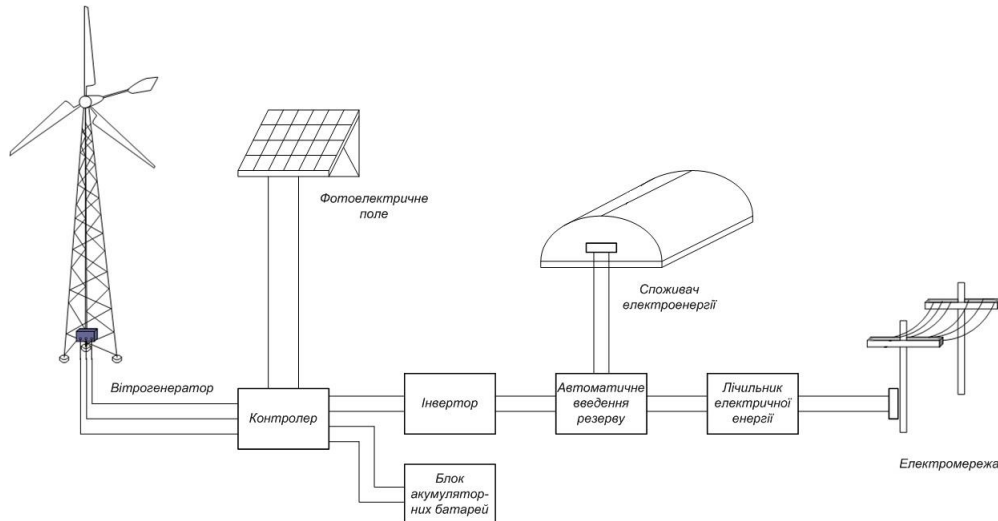 Фотоелектричне
поле
Споживач
електроенергії
Вітрогенератор
Контролер
Інвертор
Автоматичне
введення
резерву
Лічильник
електричної
енергії
Електромережа
Блок
акумулятор-
них батарей